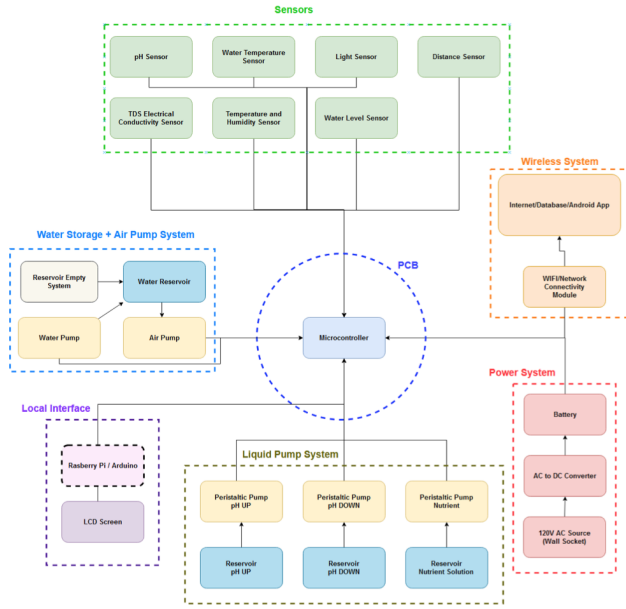 Sensors
pH Sensor
Water Temperature
Sensor
Light Sensor
Distance Sensor
TDS Electrical
Conductivity Sensor
Temperature and
Humidity Sensor
Water Level Sensor
Wireless System
Internet/Database/Android App
WIFI/Network
Connectivity
Module
Water Storage + Air Pump System
Reservoir Empty
System
Water Reservoir
Water Pump
Air Pump
PCB
Microcontroller
Power System
Battery
AC to DC Converter
120V AC Source
(Wall Socket)
Local Interface
Rasberry Pi / Arduino
LCD Screen
Liquid Pump System
Peristaltic Pump
pH UP
Peristaltic Pump
pH DOWN
Peristaltic Pump
Nutrient
Reservoir
pH UP
Reservoir
pH DOWN
Reservoir
Nutrient Solution